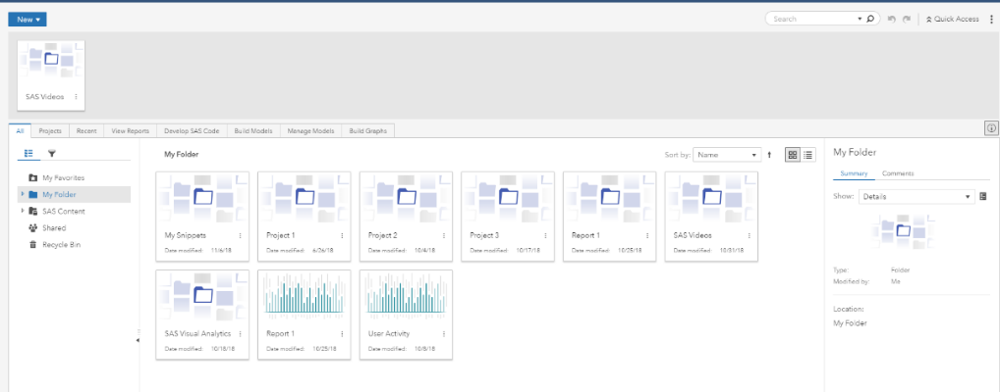 New
Search
Quick Access
SAS Videos
All Projects Recent View Reports Develop SAS Code Build Models Manage Models Build Graphs
My Favorites
My Folder
SAS Content
Shared
Recycle Bin
My Folder
Sort by: Name
My Snippets
Date modified: 11/6/18
Project 1
Date modified: 6/26/18
Project 2
Date modified: 10/4/18
Project 3
Date modified: 10/17/18
Report 1
Date modified: 10/25/18
SAS Videos
Date modified: 10/31/18
SAS Visual Analytics
Date modified: 10/18/18
Report 1
Date modified: 10/25/18
User Activity
Date modified: 10/8/18
My Folder
Summary Comments
Show: Details
Type: Folder
Modified by: Me
Location:
My Folder